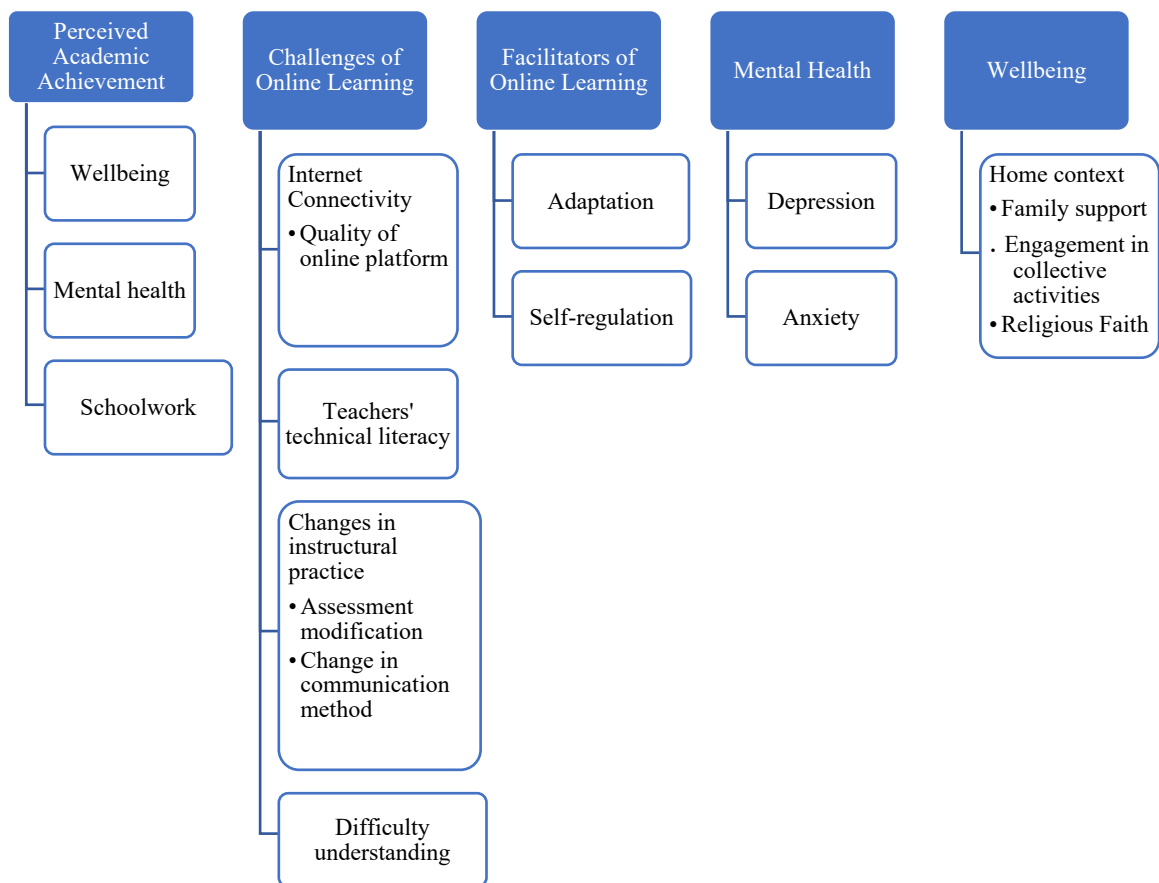 Perceived
Academic
Achievement
Wellbeing
Mental health
Schoolwork
Challenges of
Online Learning
Internet
Connectivity
• Quality of
online platform
Teachers'
technical literacy
Changes in
instructural
practice
• Assessment
modification
• Change in
communication
method
Difficulty
understanding
Facilitators of
Online Learning
Adaptation
Self-regulation
Mental Health
Depression
Anxiety
Wellbeing
Home context
• Family support
. Engagement in
collective
activities
• Religious Faith